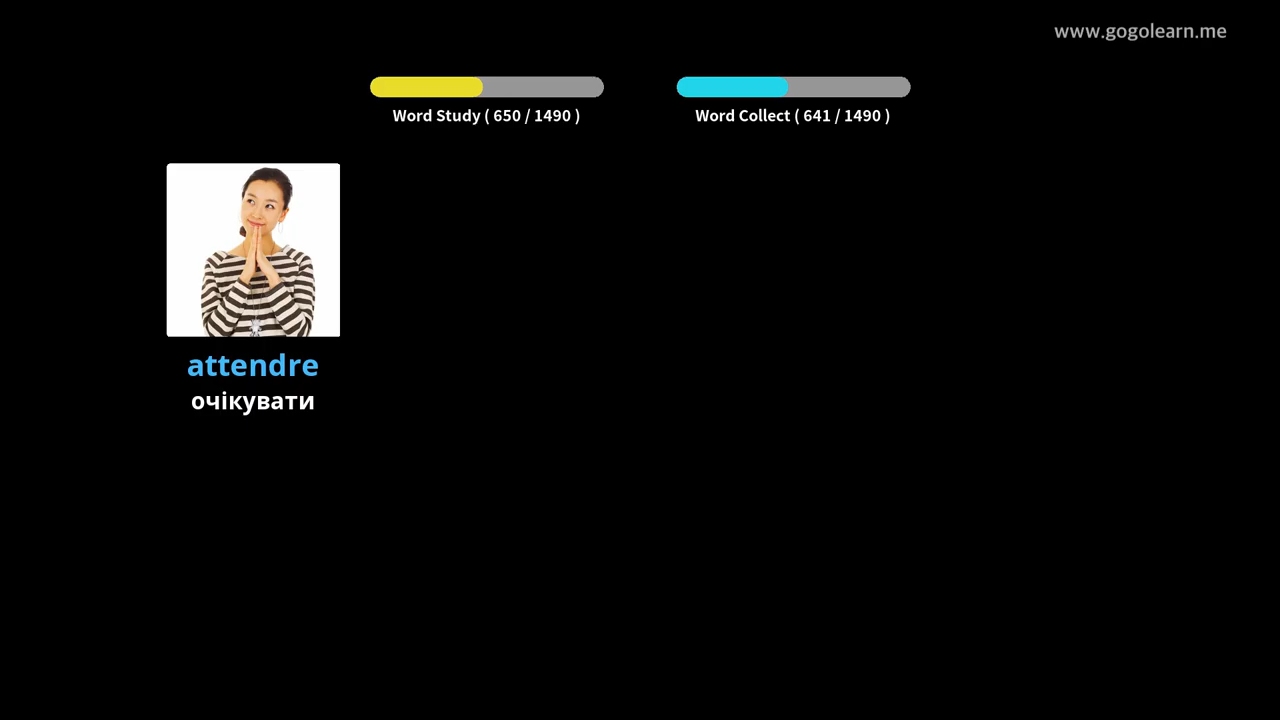 www.gogolearn.me
Word Study ( 650 / 1490 )
Word Collect ( 641 / 1490 )
attendre
очікувати